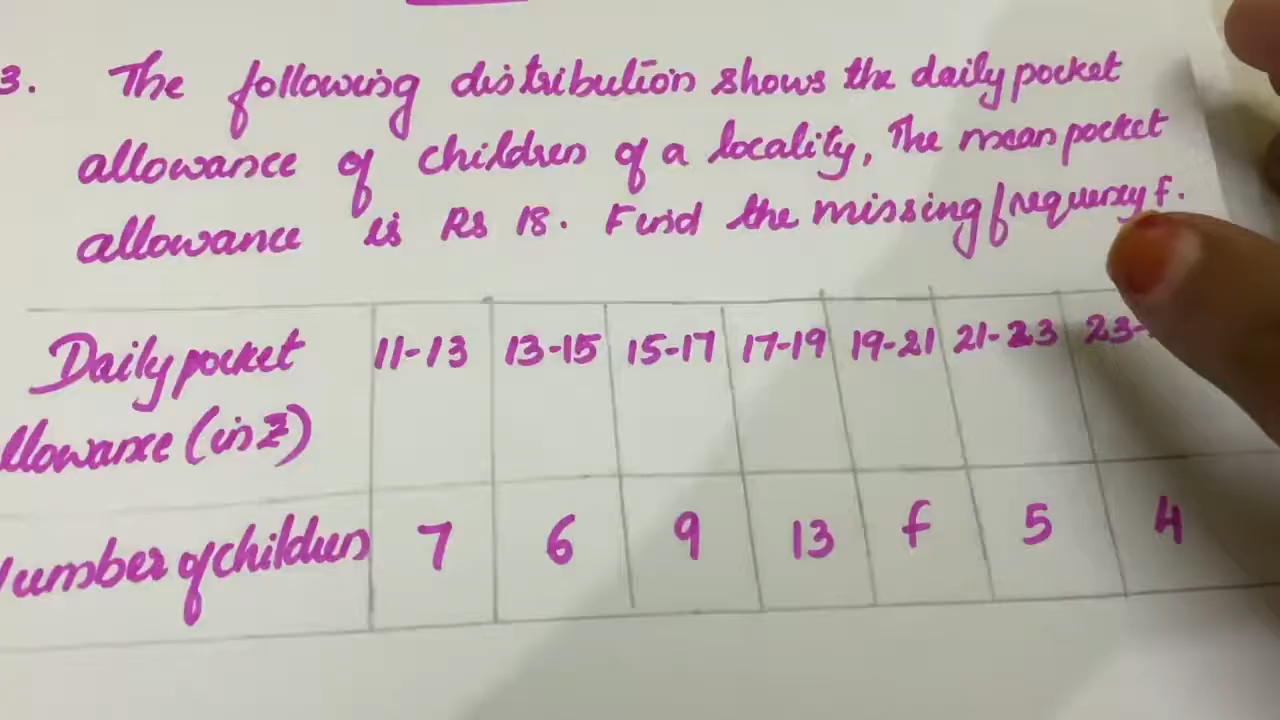 3. The following distribution shows the daily pocket
allowance of children of a locality, The mean pocket
allowance is Rs 18. Find the missing frequency f.
Daily pocket 11-13 13-15 15-17 17-19 19-21 21-23 23-
llowance (in ₹)
Number of children 7 6 9 13 f 5 4